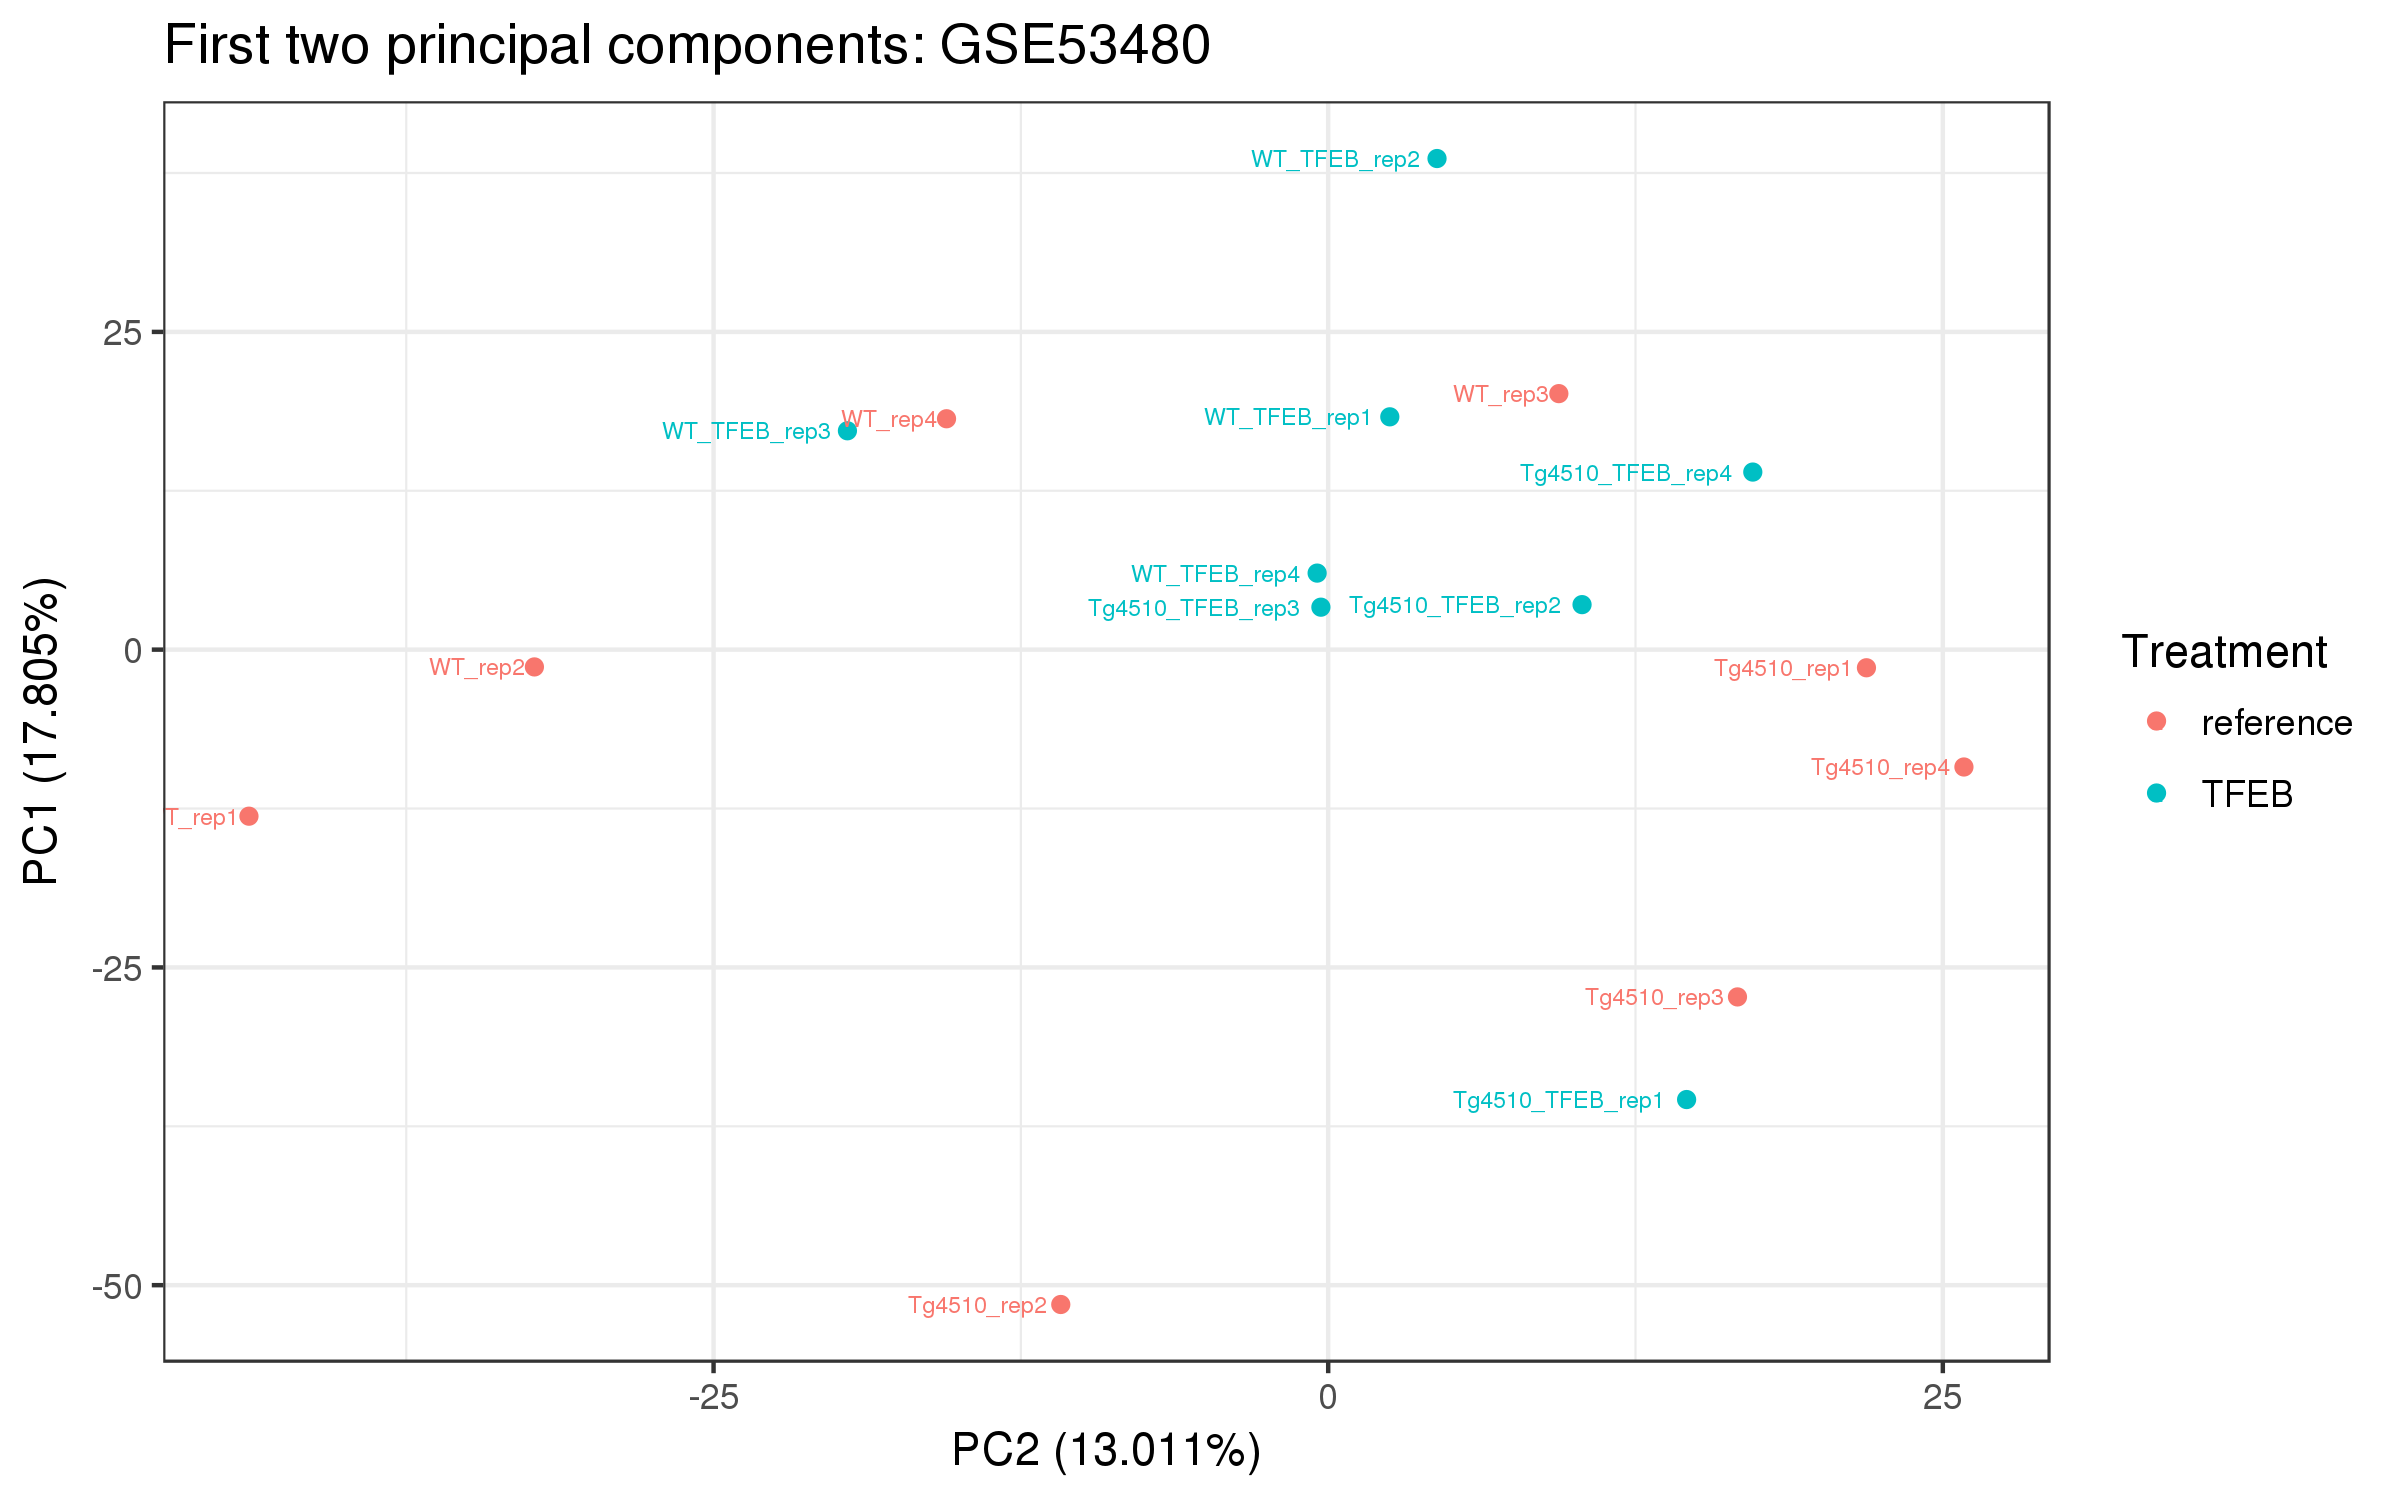 First two principal components: GSE53480
WT_TFEB_rep2
25
WT_rep3
WT_TFEB_rep1
WT_rep4
WT_TFEB_rep3
Tg4510_TFEB_rep4
WT_TFEB_rep4
Tg4510_TFEB_rep3
Tg4510_TFEB_rep2
0
WT_rep2
Tg4510_rep1
Tg4510_rep4
T_rep1
-25
Tg4510_rep3
Tg4510_TFEB_rep1
-50
Tg4510_rep2
-25
0
25
PC2 (13.011%)
PC1 (17.805%)
Treatment
reference
TFEB